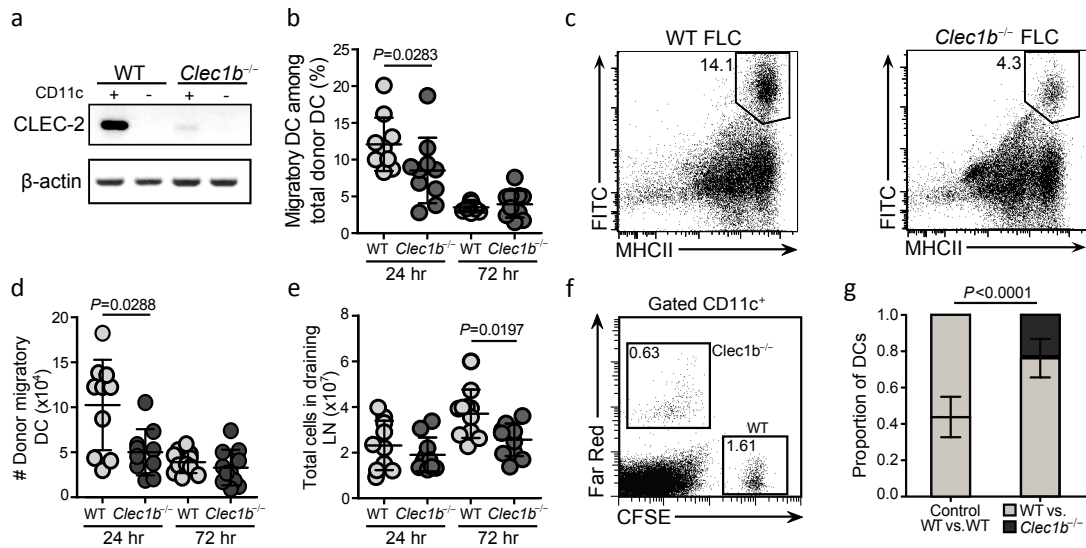 a
WT Clec1b–/–
CD11c + - + -
CLEC-2
β-actin
b
Migratory DC among
total donor DC (%)
25
20
15
10
5
0
P=0.0283
WT Clec1b–/– WT Clec1b–/–
24 hr 72 hr
c
WT FLC
14.1
FITC
MHCII
Clec1b–/– FLC
4.3
FITC
MHCII
d
# Donor migratory
DC (x10⁴)
20
15
10
5
0
P=0.0288
WT Clec1b–/– WT Clec1b–/–
24 hr 72 hr
e
Total cells in draining
LN (x10⁷)
8
6
4
2
0
P=0.0197
WT Clec1b–/– WT Clec1b–/–
24 hr 72 hr
f
Gated CD11c⁺
0.63
Clec1b–/–
WT
1.61
Far Red
CFSE
g
P<0.0001
Proportion of DCs
1.0
0.8
0.6
0.4
0.2
0.0
Control
WT vs.WT
WT vs.
Clec1b–/–